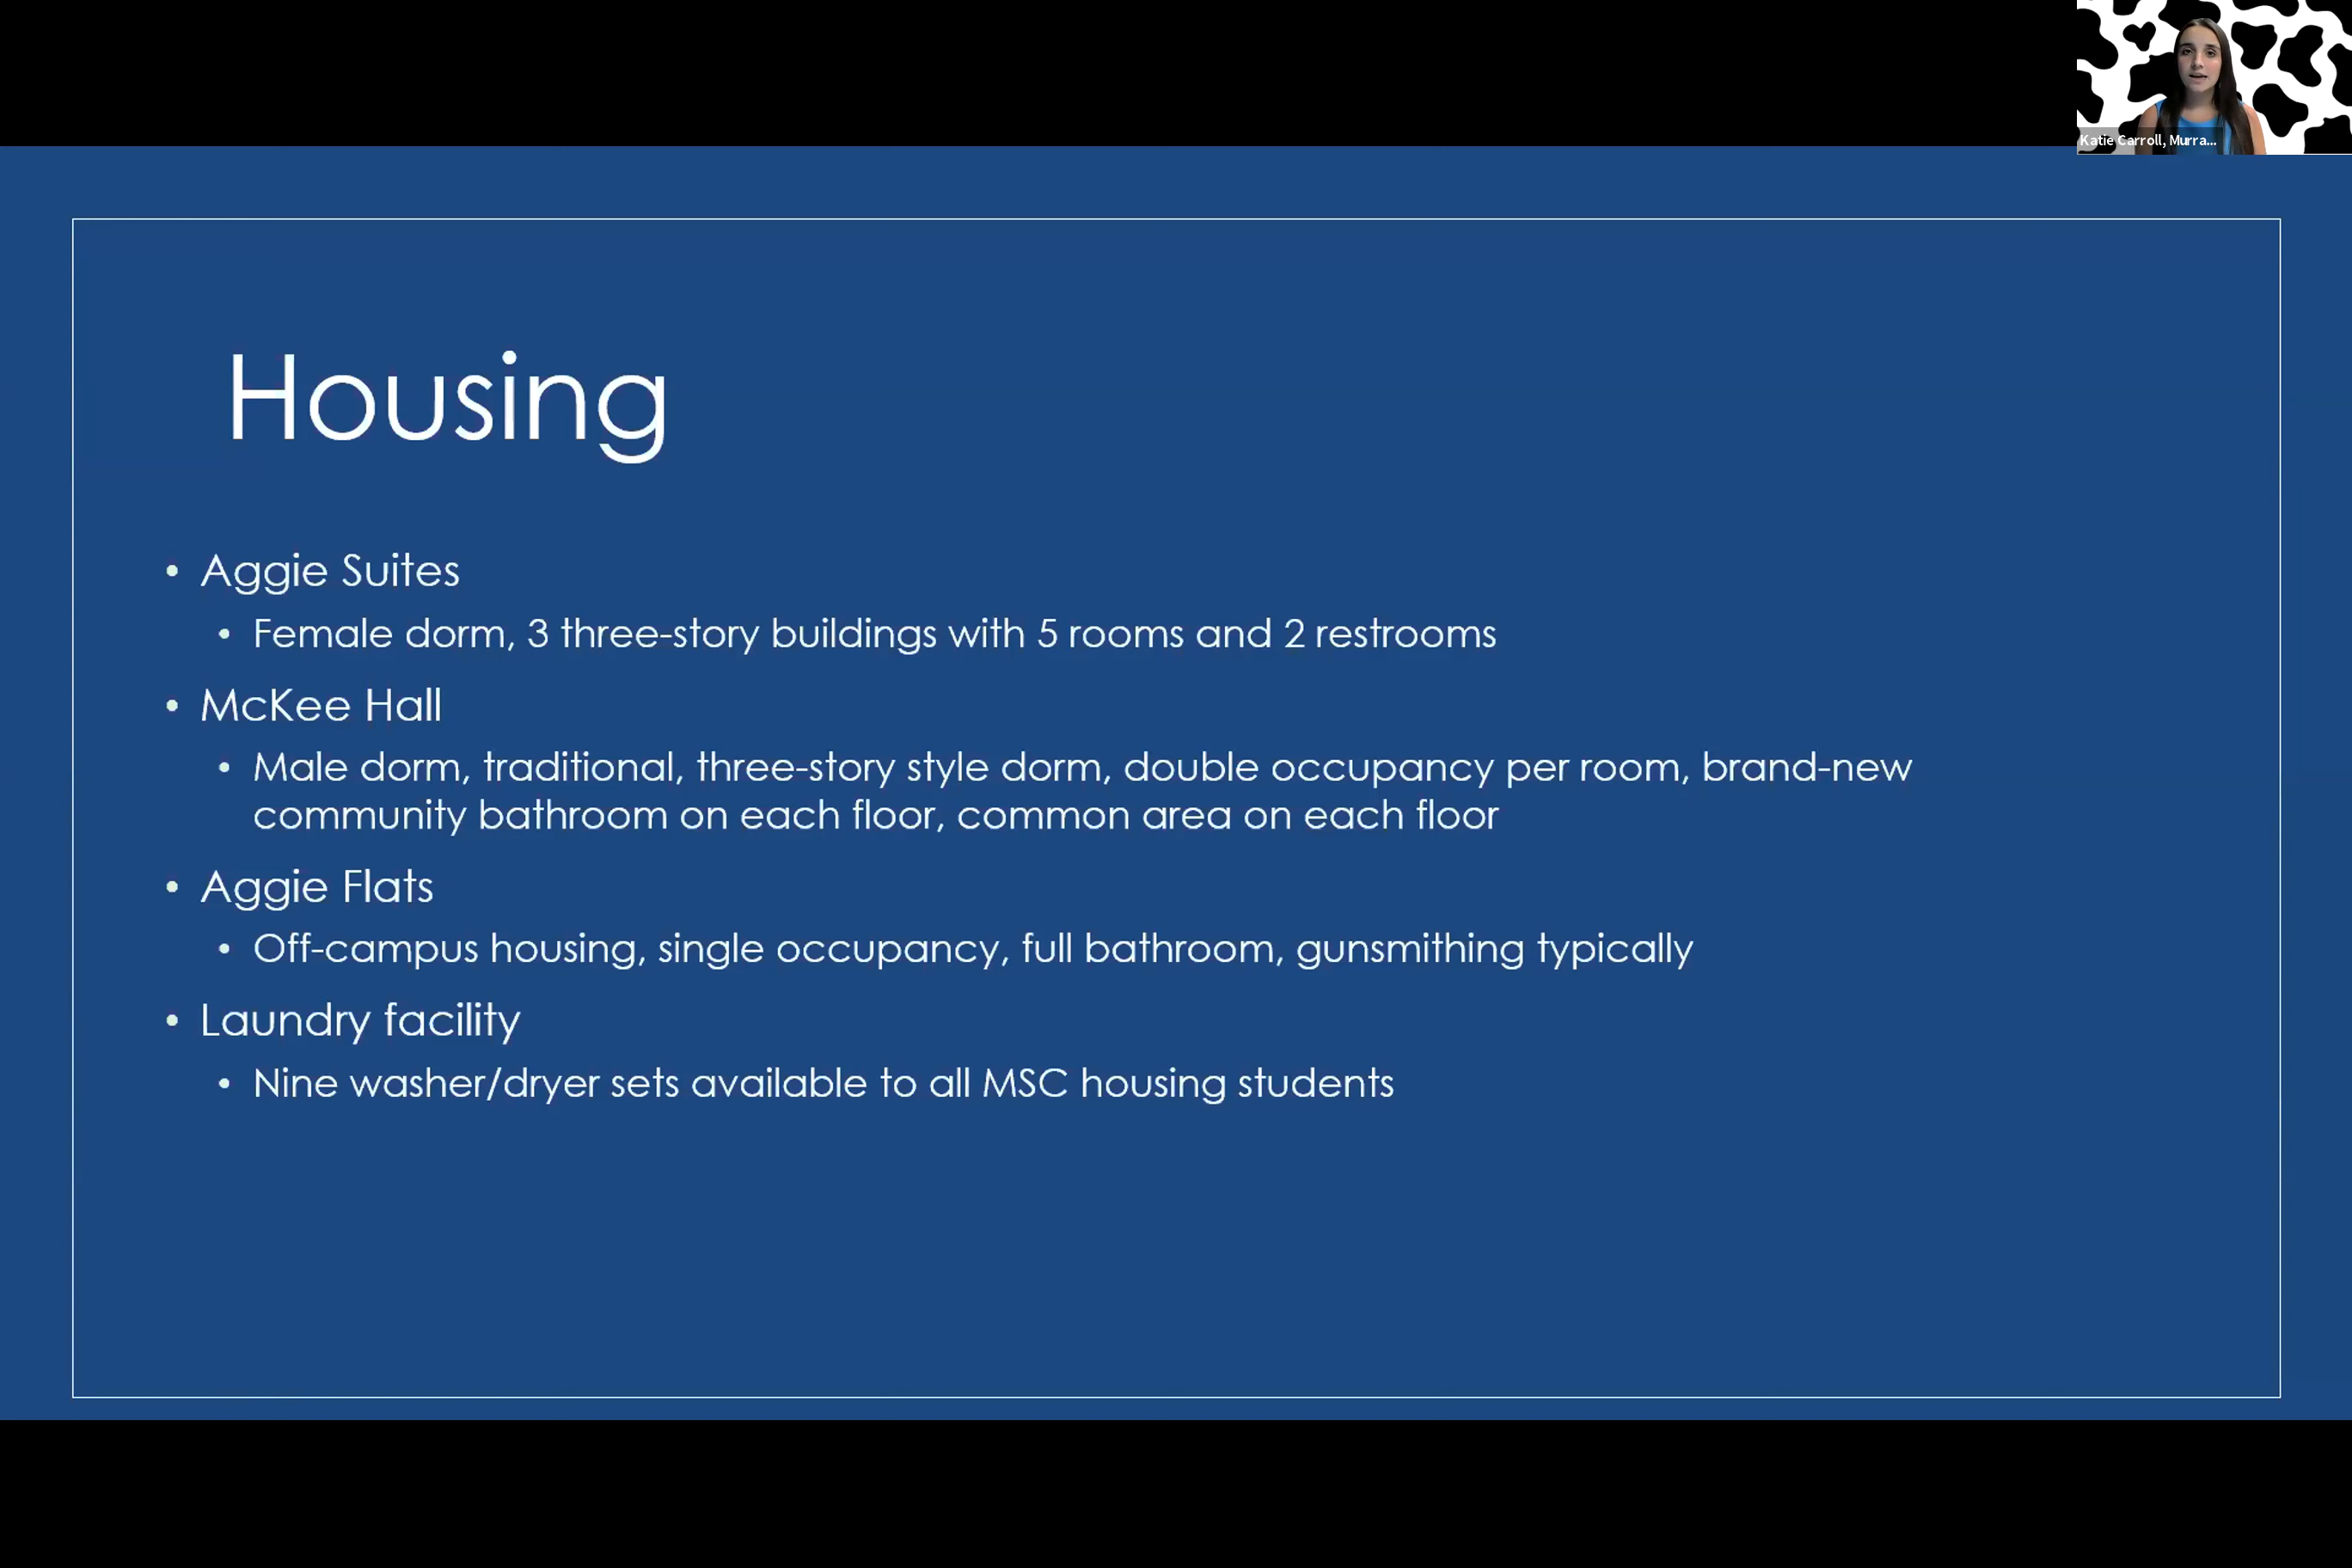 Katie Carroll, Murra...
Housing
• Aggie Suites
• Female dorm, 3 three-story buildings with 5 rooms and 2 restrooms
• McKee Hall
• Male dorm, traditional, three-story style dorm, double occupancy per room, brand-new
community bathroom on each floor, common area on each floor
• Aggie Flats
• Off-campus housing, single occupancy, full bathroom, gunsmithing typically
• Laundry facility
• Nine washer/dryer sets available to all MSC housing students